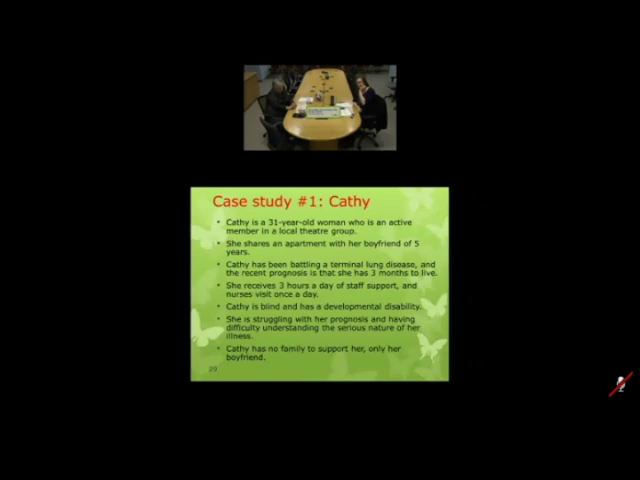 Case study #1: Cathy
• Cathy is a 31-year-old woman who is an active
member in a local theatre group.
• She shares an apartment with her boyfriend of 5
years.
• Cathy has been battling a terminal lung disease, and
the recent prognosis is that she has 3 months to live.
• She receives 3 hours a day of staff support, and
nurses visit once a day.
• Cathy is blind and has a developmental disability.
• She is struggling with her prognosis and having
difficulty understanding the serious nature of her
illness.
• Cathy has no family to support her, only her
boyfriend.